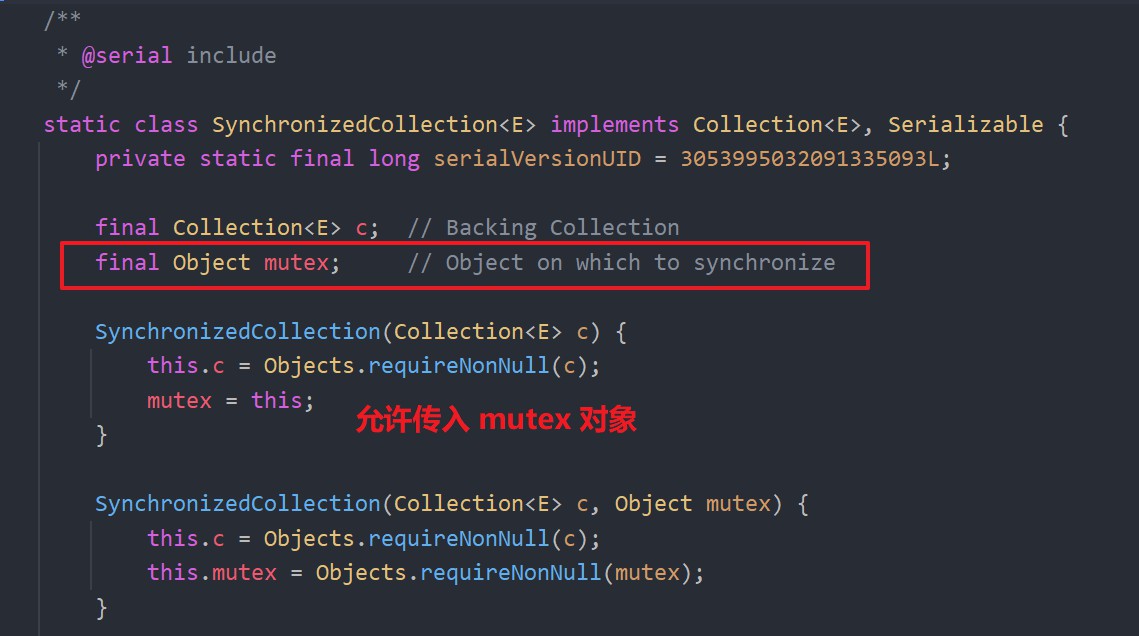 /**
 * @serial include
 */
static class SynchronizedCollection<E> implements Collection<E>, Serializable {
    private static final long serialVersionUID = 3053995032091335093L;
    final Collection<E> c;  // Backing Collection
    final Object mutex;     // Object on which to synchronize
    SynchronizedCollection(Collection<E> c) {
        this.c = Objects.requireNonNull(c);
        mutex = this;
允许传入 mutex 对象
    }
    SynchronizedCollection(Collection<E> c, Object mutex) {
        this.c = Objects.requireNonNull(c);
        this.mutex = Objects.requireNonNull(mutex);
    }